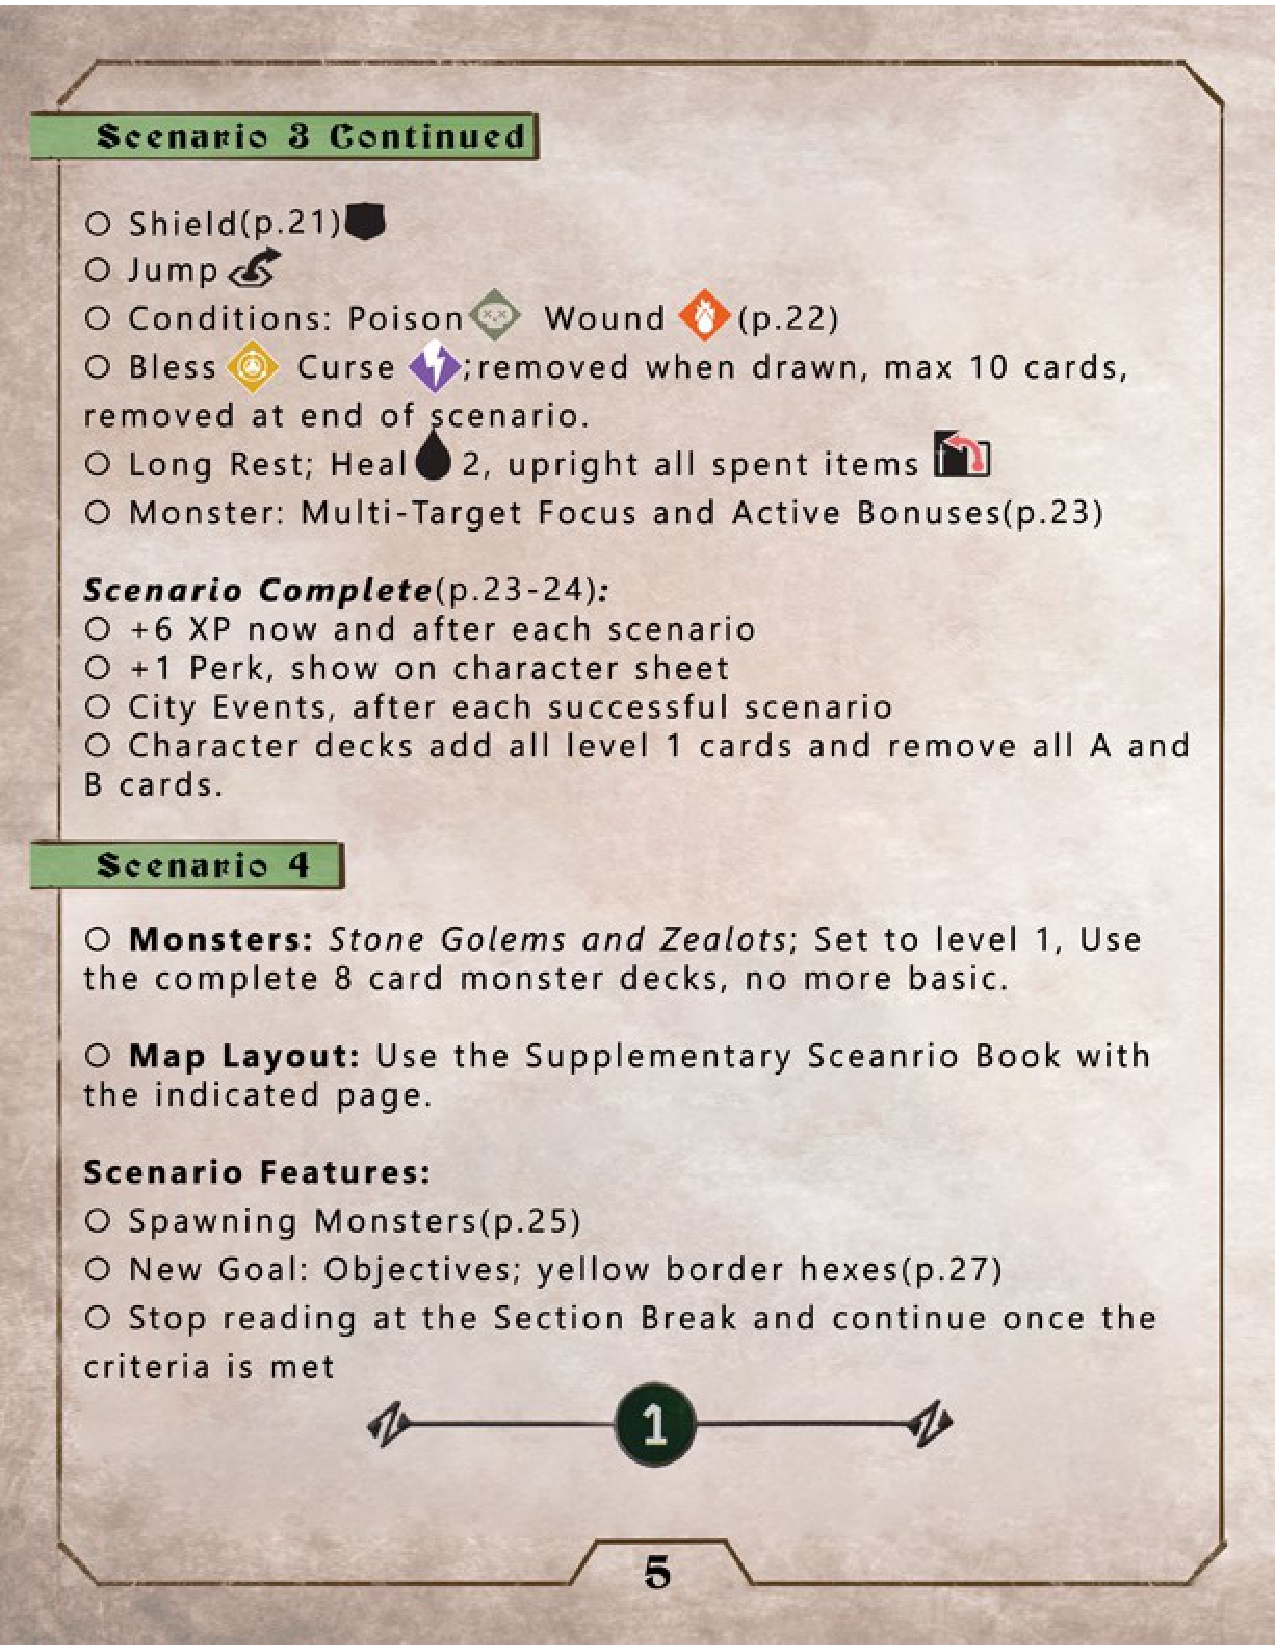 Scenario 3 Continued
O Shield(p.21)
O Jump
O Conditions: Poison Wound (p.22)
O Bless Curse ;removed when drawn, max 10 cards,
removed at end of scenario.
O Long Rest; Heal 2, upright all spent items
O Monster: Multi-Target Focus and Active Bonuses(p.23)
Scenario Complete(p.23-24):
O +6 XP now and after each scenario
O +1 Perk, show on character sheet
O City Events, after each successful scenario
O Character decks add all level 1 cards and remove all A and
B cards.
Scenario 4
O Monsters: Stone Golems and Zealots; Set to level 1, Use
the complete 8 card monster decks, no more basic.
O Map Layout: Use the Supplementary Sceanrio Book with
the indicated page.
Scenario Features:
O Spawning Monsters(p.25)
O New Goal: Objectives; yellow border hexes(p.27)
O Stop reading at the Section Break and continue once the
criteria is met
1
5